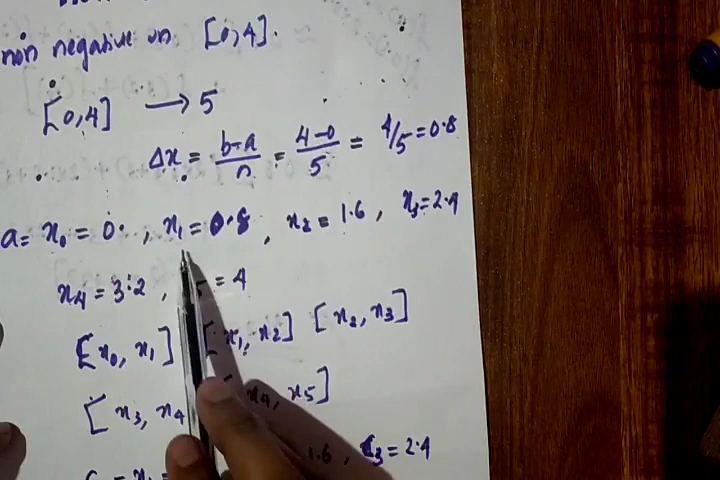 non negative on [0,4].
[0,4] → 5
Δx = b-a/n = 4-0/5 = 4/5 = 0.8
a = x₀ = 0. , x₁ = 0.8 , x₂ = 1.6 , x₃ = 2.4
x₄ = 3.2 , = 4
[x₀, x₁] [x₁, x₂] [x₂, x₃]
[x₃, x₄ x₄, x₅]
1.6 , c₃ = 2.4